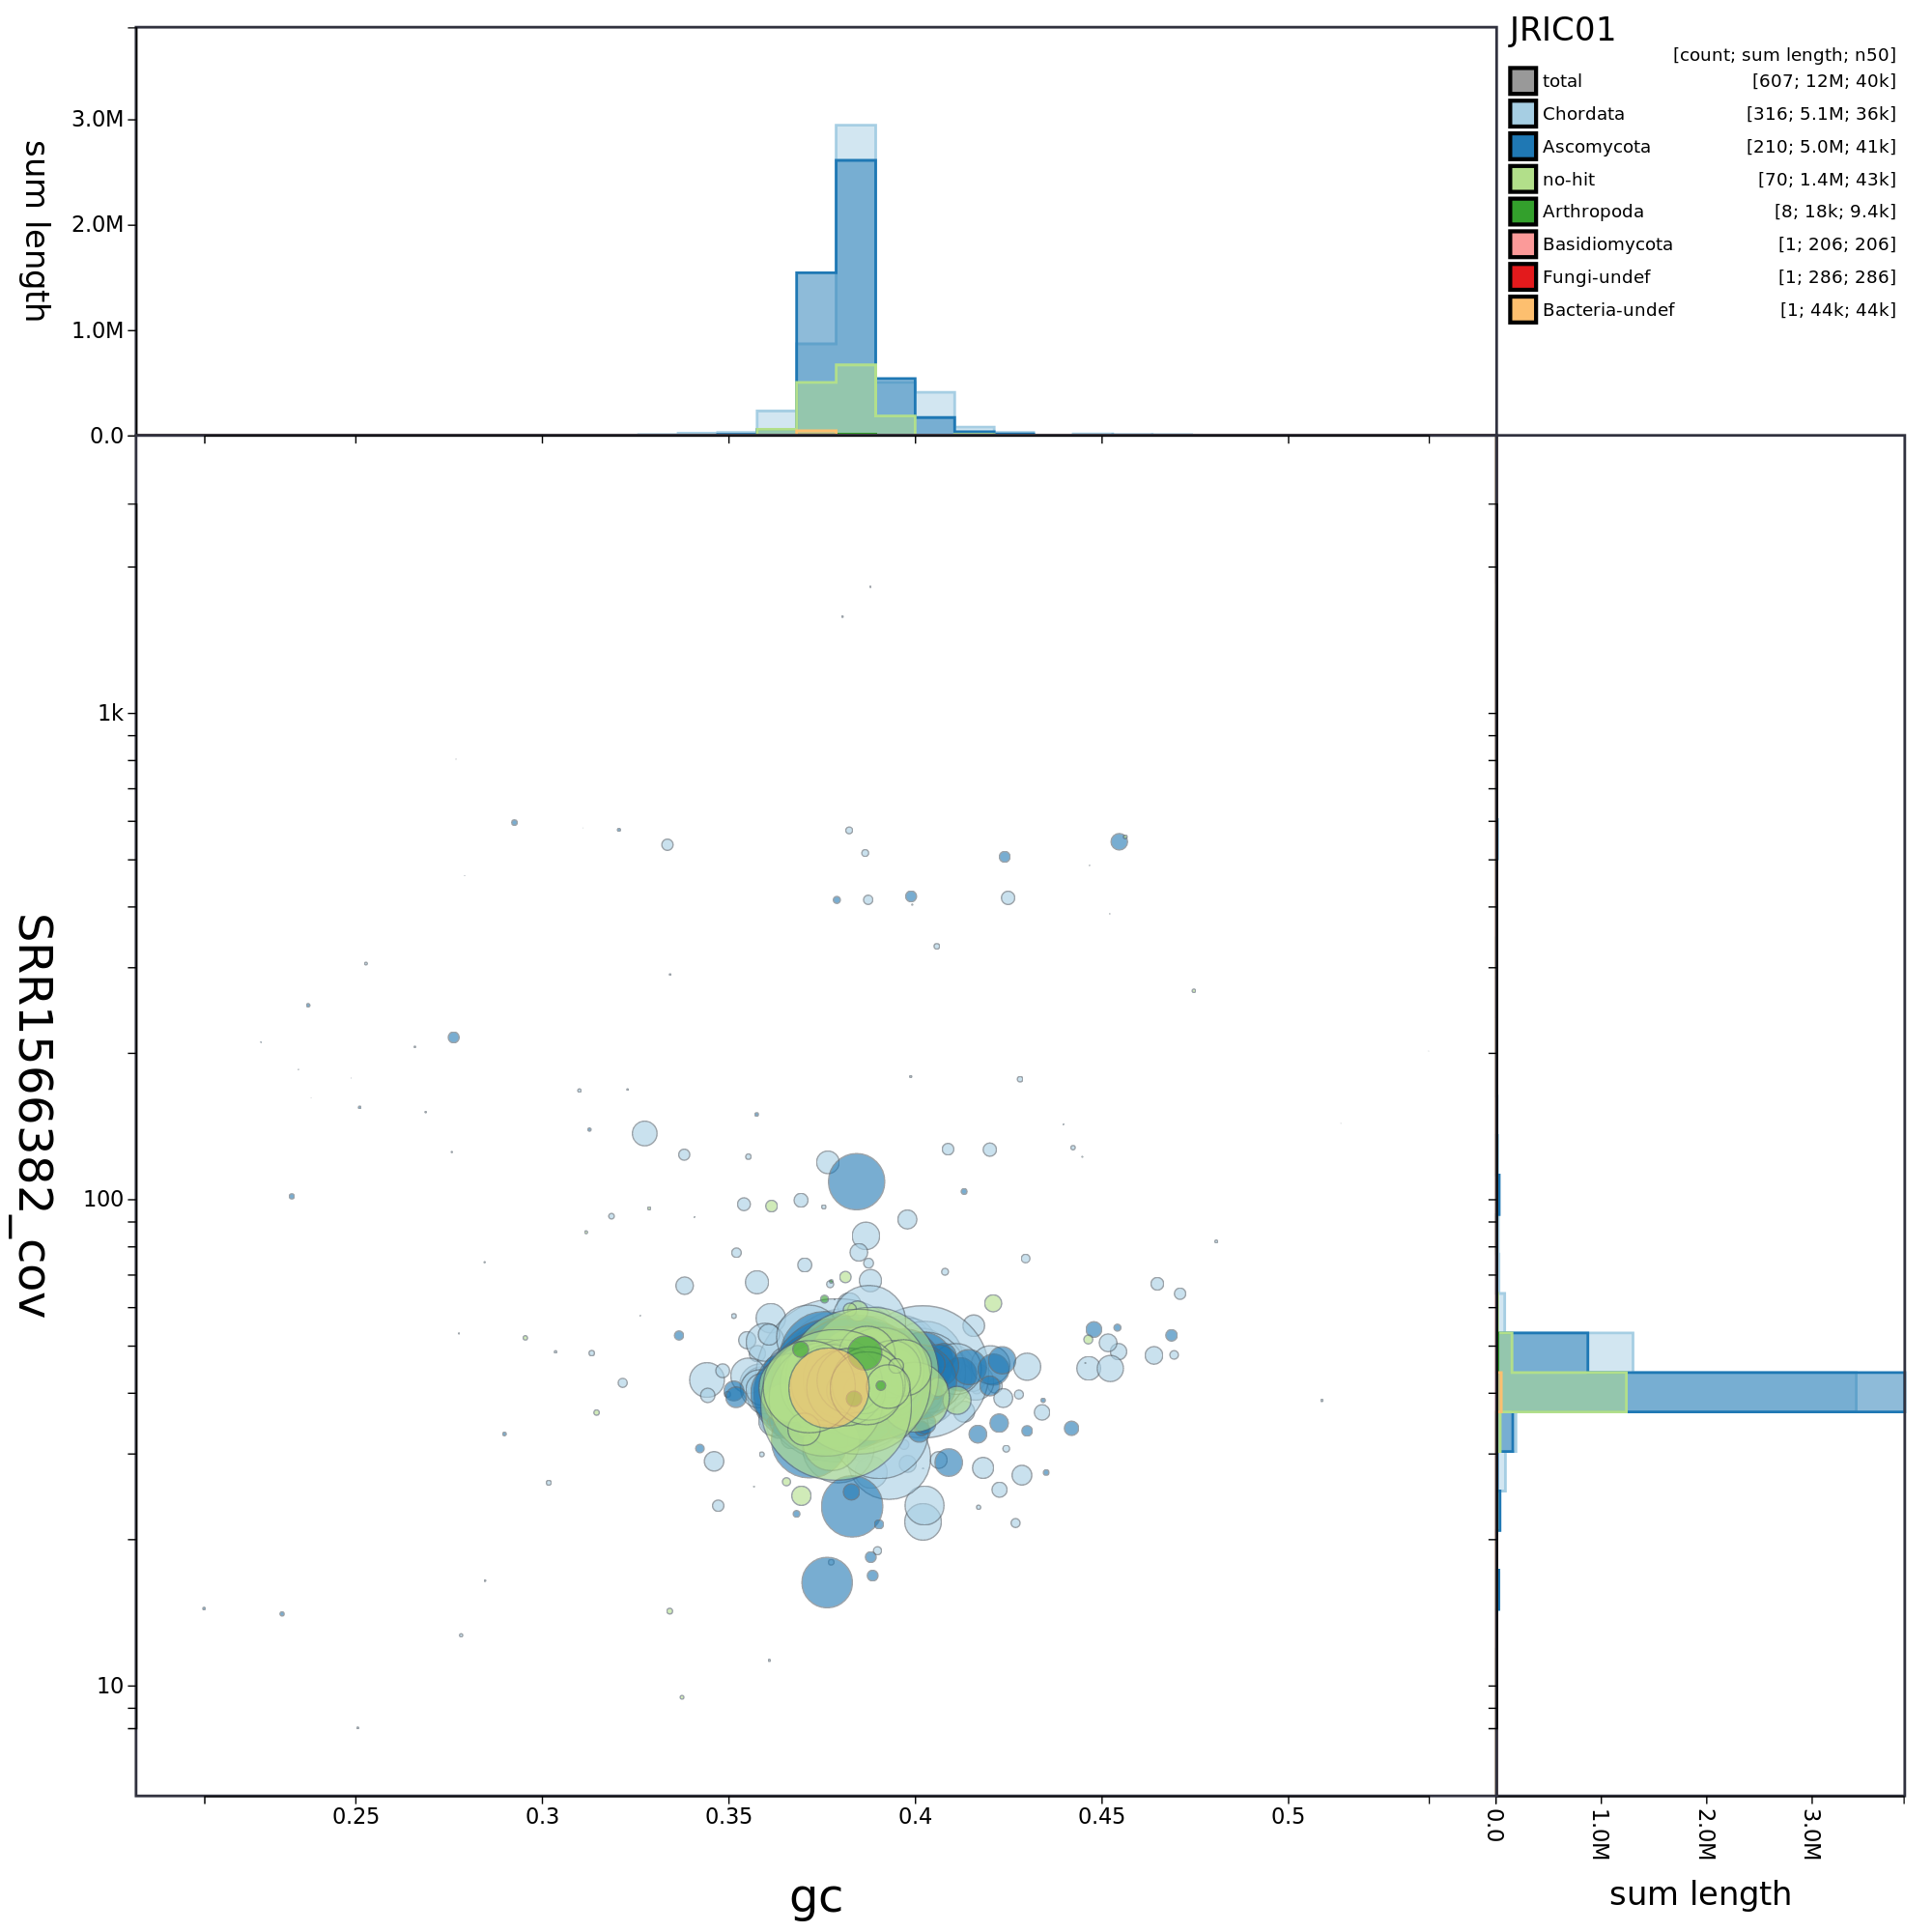 JRIC01
[count; sum length; n50]
total [607; 12M; 40k]
Chordata [316; 5.1M; 36k]
Ascomycota [210; 5.0M; 41k]
no-hit [70; 1.4M; 43k]
Arthropoda [8; 18k; 9.4k]
Basidiomycota [1; 206; 206]
Fungi-undef [1; 286; 286]
Bacteria-undef [1; 44k; 44k]
sum length
3.0M
2.0M
1.0M
0.0
SRR1566382_cov
1k
100
10
0.25 0.3 0.35 0.4 0.45 0.5
gc
0.0 1.0M 2.0M 3.0M
sum length